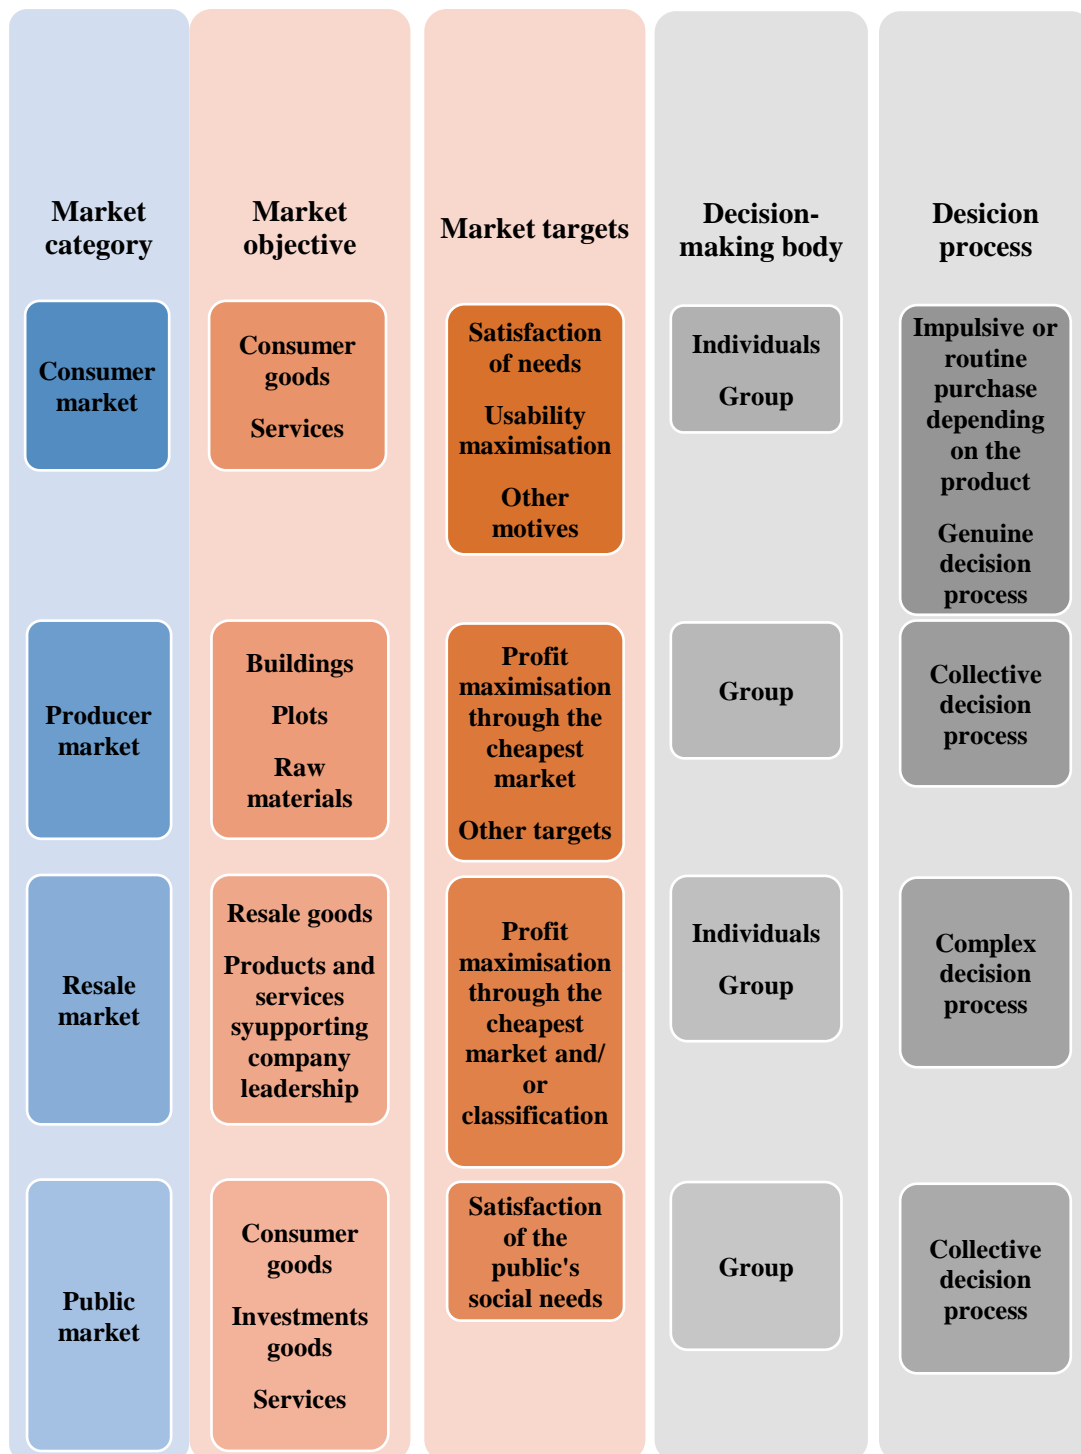 Market
category
Market
objective
Market targets
Decision-
making body
Desicion
process
Consumer
market
Consumer
goods
Services
Satisfaction
of needs
Usability
maximisation
Other
motives
Individuals
Group
Impulsive or
routine
purchase
depending
on the
product
Genuine
decision
process
Producer
market
Buildings
Plots
Raw
materials
Profit
maximisation
through the
cheapest
market
Other targets
Group
Collective
decision
process
Resale
market
Resale goods
Products and
services
syupporting
company
leadership
Profit
maximisation
through the
cheapest
market and/
or
classification
Individuals
Group
Complex
decision
process
Public
market
Consumer
goods
Investments
goods
Services
Satisfaction
of the
public's
social needs
Group
Collective
decision
process